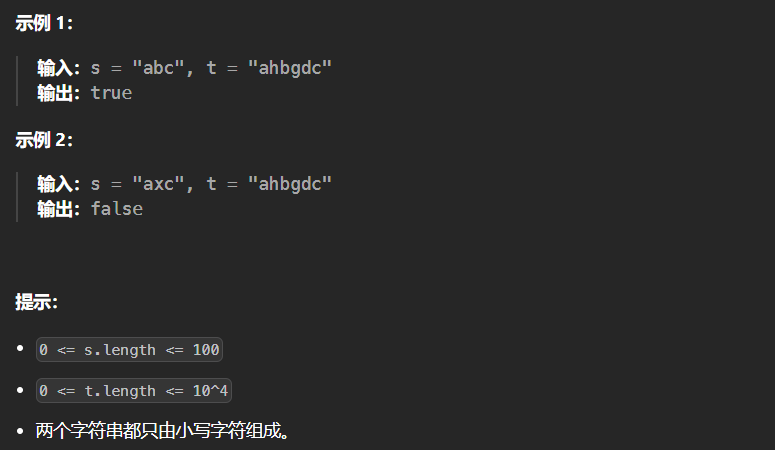 示例 1：
输入：s = "abc", t = "ahbgdc"
输出：true
示例 2：
输入：s = "axc", t = "ahbgdc"
输出：false
提示：
0 <= s.length <= 100
0 <= t.length <= 10^4
两个字符串都只由小写字符组成。